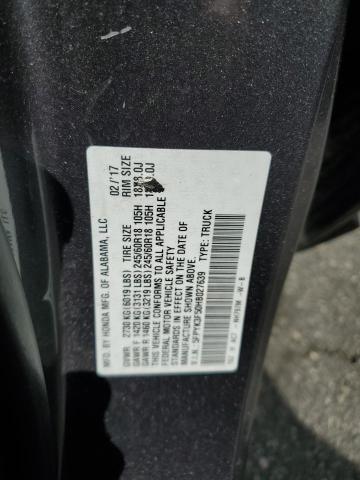 MFD. BY HONDA MFG. OF ALABAMA, LLC 02/'17
GVWR 2730 KG(6019 LBS) TIRE SIZE RIM SIZE
GAWR F 1420 KG(3131 LBS) 245/60R18 105H 18X8.0J
GAWR R 1460 KG(3219 LBS) 245/60R18 105H
THIS VEHICLE CONFORMS TO ALL APPLICABLE
FEDERAL MOTOR VEHICLE SAFETY
STANDARDS IN EFFECT ON THE DATE OF
MANUFACTURE SHOWN ABOVE.
V.I.N.: 5FPYK3F50HB027639 TYPE: TRUCK
W-B